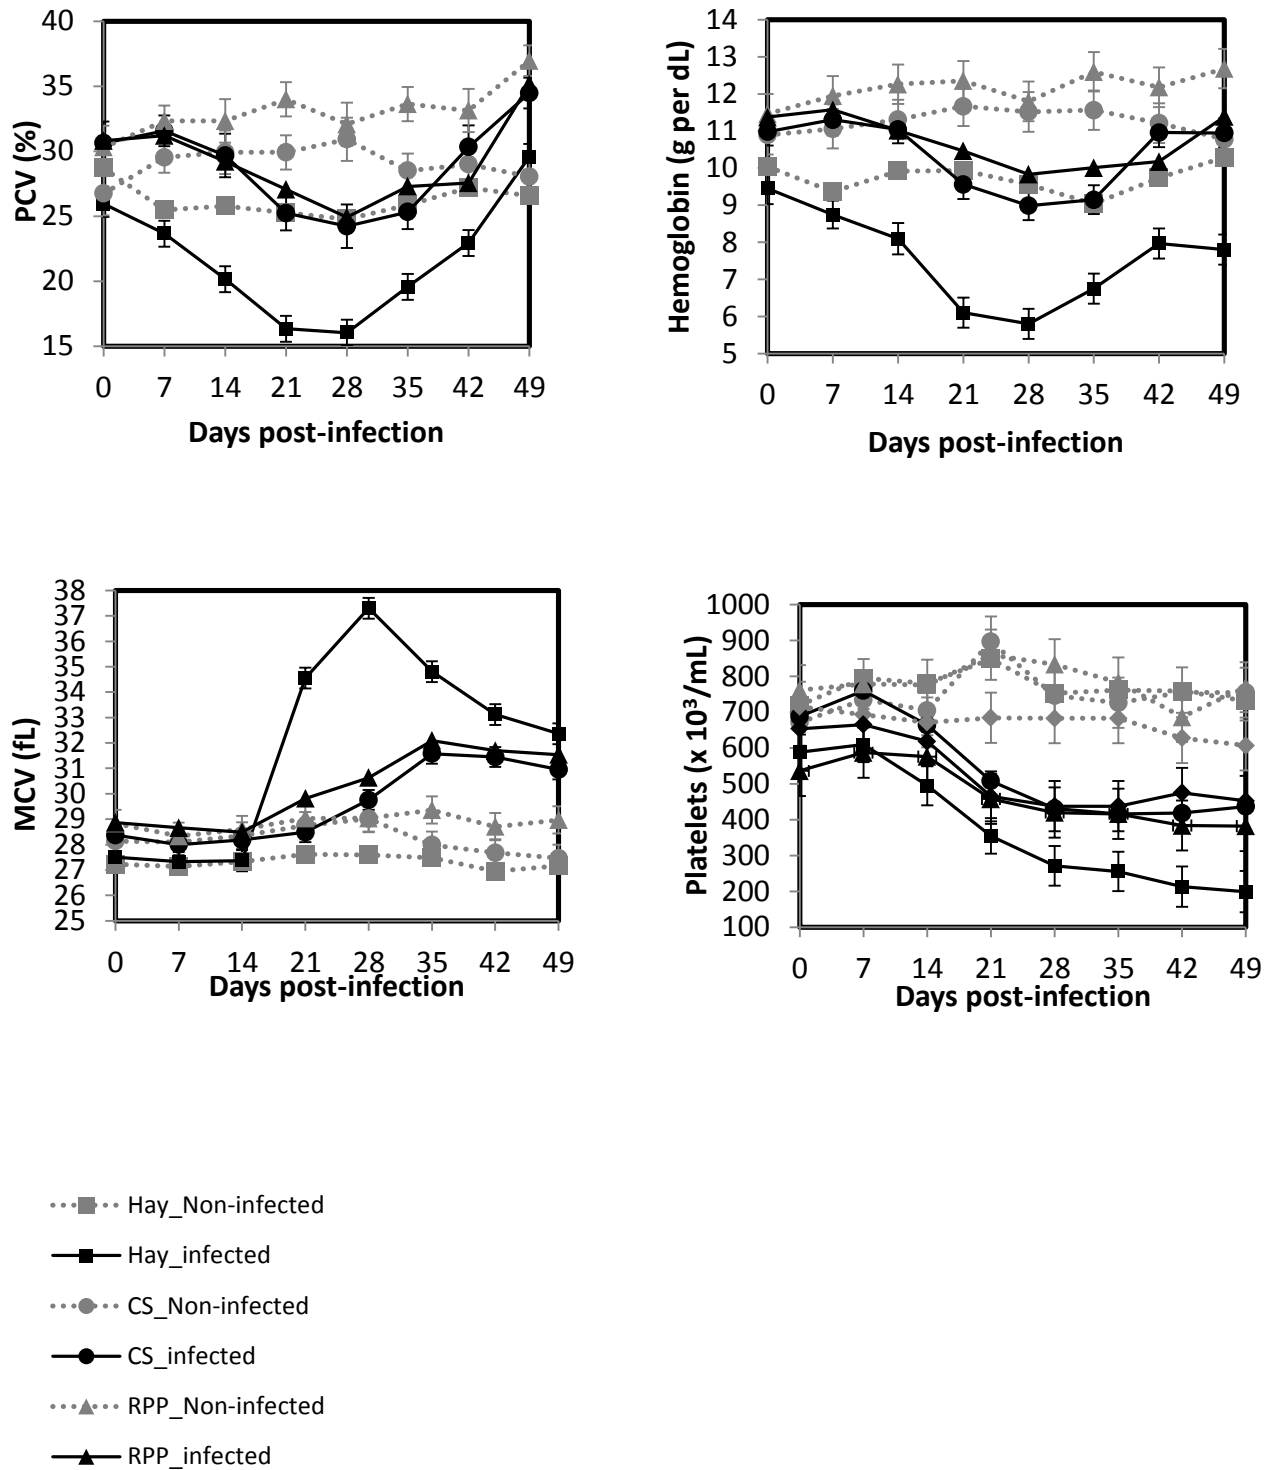 PCV (%)
40
35
30
25
20
15
0 7 14 21 28 35 42 49
Days post-infection
Hemoglobin (g per dL)
14
13
12
11
10
9
8
7
6
5
0 7 14 21 28 35 42 49
Days post-infection
MCV (fL)
38
37
36
35
34
33
32
31
30
29
28
27
26
25
0 7 14 21 28 35 42 49
Days post-infection
Platelets (x 10³/mL)
1000
900
800
700
600
500
400
300
200
100
0 7 14 21 28 35 42 49
Days post-infection
Hay_Non-infected
Hay_infected
CS_Non-infected
CS_infected
RPP_Non-infected
RPP_infected